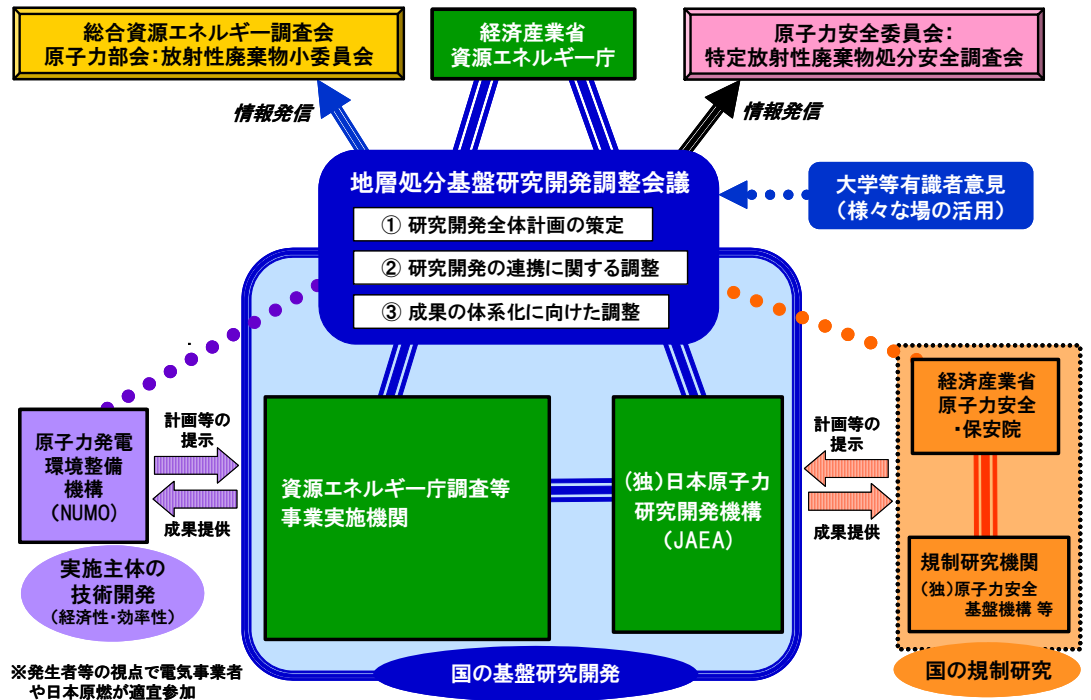 総合資源エネルギー調査会
原子力部会:放射性廃棄物小委員会
経済産業省
資源エネルギー庁
原子力安全委員会:
特定放射性廃棄物処分安全調査会
情報発信
情報発信
地層処分基盤研究開発調整会議
① 研究開発全体計画の策定
② 研究開発の連携に関する調整
③ 成果の体系化に向けた調整
大学等有識者意見
(様々な場の活用)
原子力発電
環境整備
機構
(NUMO)
計画等の
提示
成果提供
実施主体の
技術開発
(経済性・効率性)
※発生者等の視点で電気事業者
や日本原燃が適宜参加
資源エネルギー庁調査等
事業実施機関
(独)日本原子力
研究開発機構
(JAEA)
国の基盤研究開発
計画等の
提示
成果提供
経済産業省
原子力安全
・保安院
規制研究機関
(独)原子力安全
基盤機構 等
国の規制研究